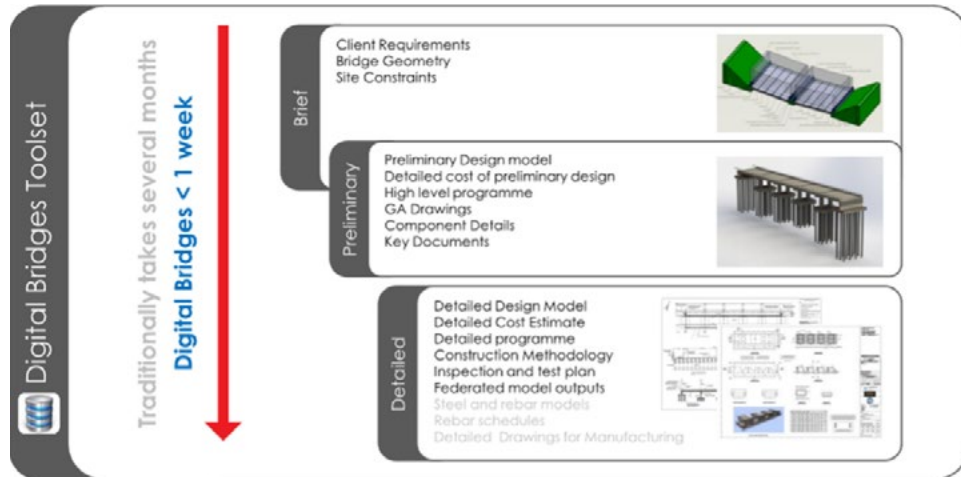 Digital Bridges Toolset
Traditionally takes several months
Digital Bridges < 1 week
Brief
Client Requirements
Bridge Geometry
Site Constraints
Preliminary
Preliminary Design model
Detailed cost of preliminary design
High level programme
GA Drawings
Component Details
Key Documents
Detailed
Detailed Design Model
Detailed Cost Estimate
Detailed programme
Construction Methodology
Inspection and test plan
Federated model outputs
Steel and rebar models
Rebar schedules
Detailed Drawings for Manufacturing